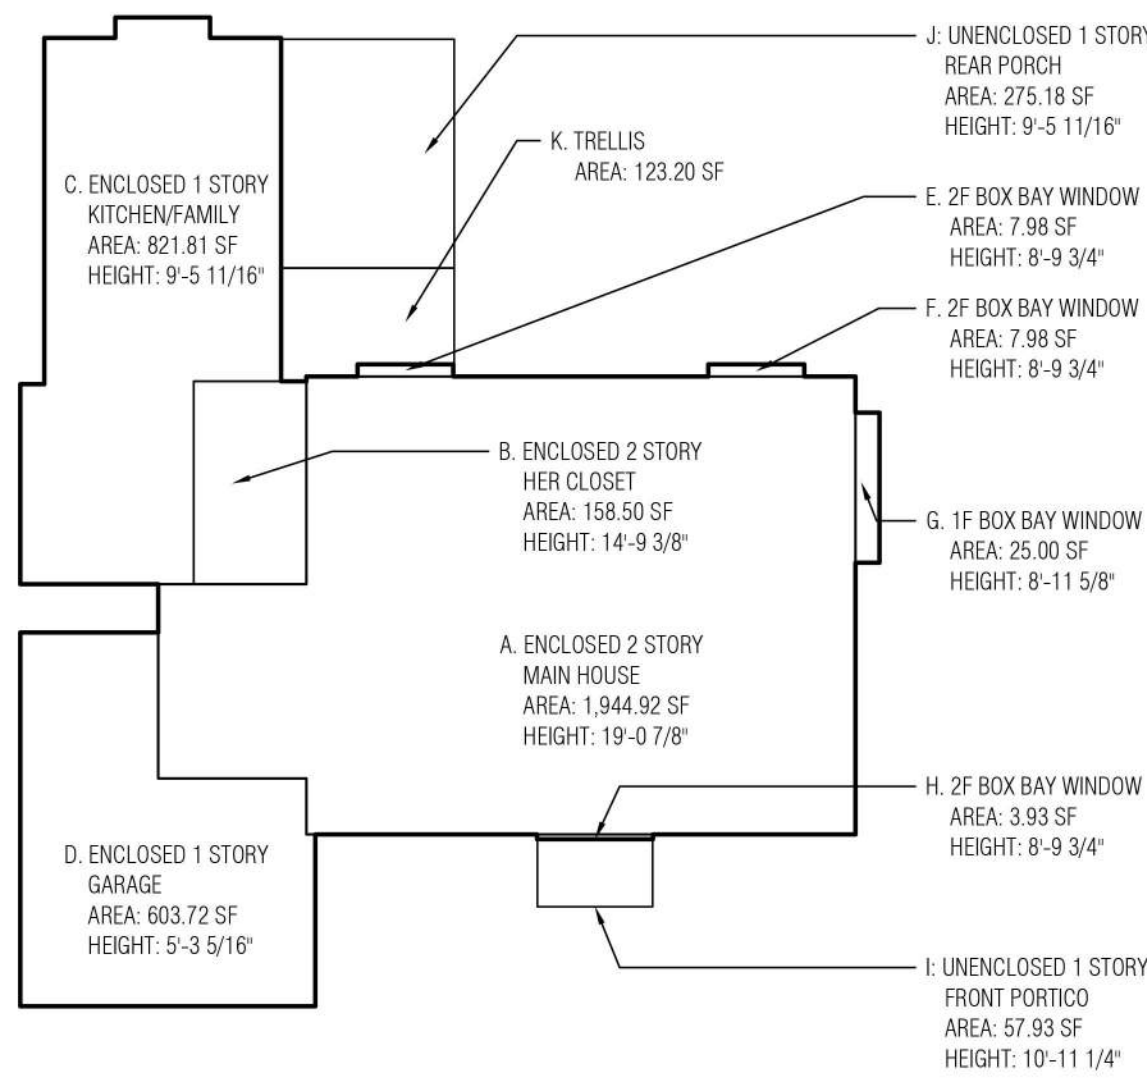 J: UNENCLOSED 1 STORY
REAR PORCH
AREA: 275.18 SF
HEIGHT: 9'-5 11/16"
K. TRELLIS
AREA: 123.20 SF
C. ENCLOSED 1 STORY
KITCHEN/FAMILY
AREA: 821.81 SF
HEIGHT: 9'-5 11/16"
E. 2F BOX BAY WINDOW
AREA: 7.98 SF
HEIGHT: 8'-9 3/4"
F. 2F BOX BAY WINDOW
AREA: 7.98 SF
HEIGHT: 8'-9 3/4"
B. ENCLOSED 2 STORY
HER CLOSET
AREA: 158.50 SF
HEIGHT: 14'-9 3/8"
G. 1F BOX BAY WINDOW
AREA: 25.00 SF
HEIGHT: 8'-11 5/8"
A. ENCLOSED 2 STORY
MAIN HOUSE
AREA: 1,944.92 SF
HEIGHT: 19'-0 7/8"
H. 2F BOX BAY WINDOW
AREA: 3.93 SF
HEIGHT: 8'-9 3/4"
D. ENCLOSED 1 STORY
GARAGE
AREA: 603.72 SF
HEIGHT: 5'-3 5/16"
I: UNENCLOSED 1 STORY
FRONT PORTICO
AREA: 57.93 SF
HEIGHT: 10'-11 1/4"